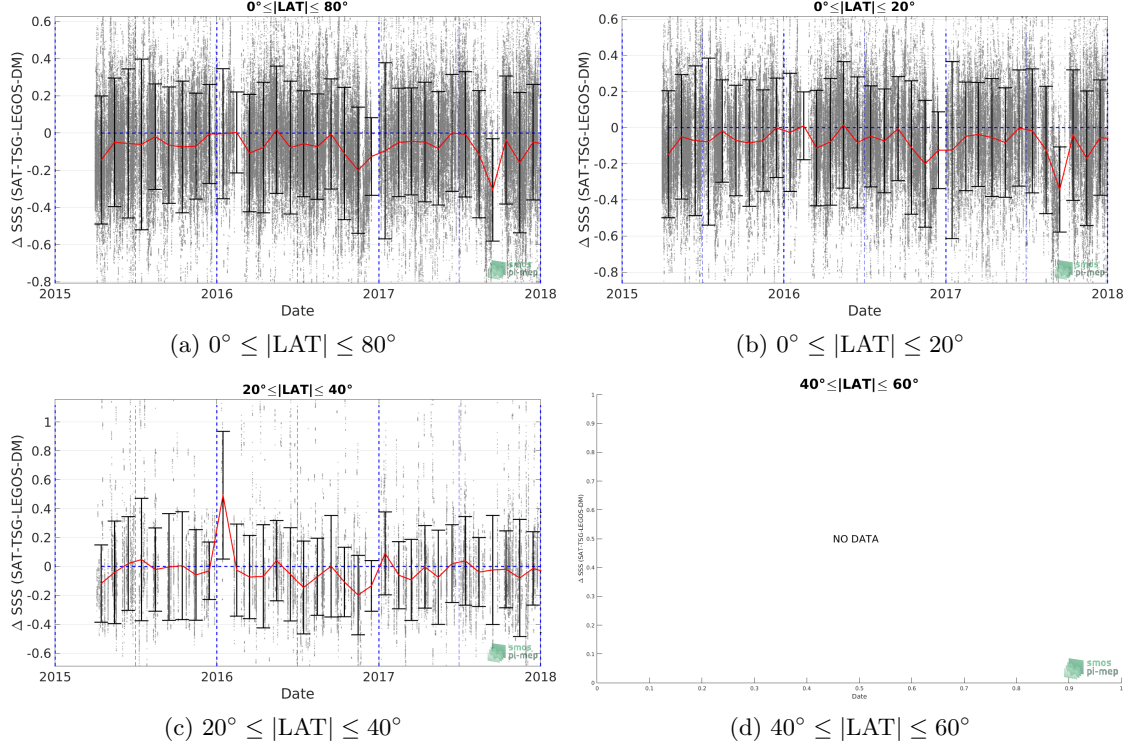 0°≤|LAT|≤ 80°
Δ SSS (SAT-TSG-LEGOS-DM)
0.6
0.4
0.2
0
-0.2
-0.4
-0.6
-0.8
2015
2016
2017
2018
Date
smos
pi-mep
(a) 0° ≤ |LAT| ≤ 80°
0°≤|LAT|≤ 20°
Δ SSS (SAT-TSG-LEGOS-DM)
0.6
0.4
0.2
0
-0.2
-0.4
-0.6
-0.8
2015
2016
2017
2018
Date
smos
pi-mep
(b) 0° ≤ |LAT| ≤ 20°
20°≤|LAT|≤ 40°
Δ SSS (SAT-TSG-LEGOS-DM)
1
0.8
0.6
0.4
0.2
0
-0.2
-0.4
-0.6
2015
2016
2017
2018
Date
smos
pi-mep
(c) 20° ≤ |LAT| ≤ 40°
40°≤|LAT|≤ 60°
Δ SSS (SAT-TSG-LEGOS-DM)
1
0.9
0.8
0.7
0.6
0.5
0.4
0.3
0.2
0.1
0
NO DATA
0
0.1
0.2
0.3
0.4
0.5
0.6
0.7
0.8
0.9
1
Date
smos
pi-mep
(d) 40° ≤ |LAT| ≤ 60°